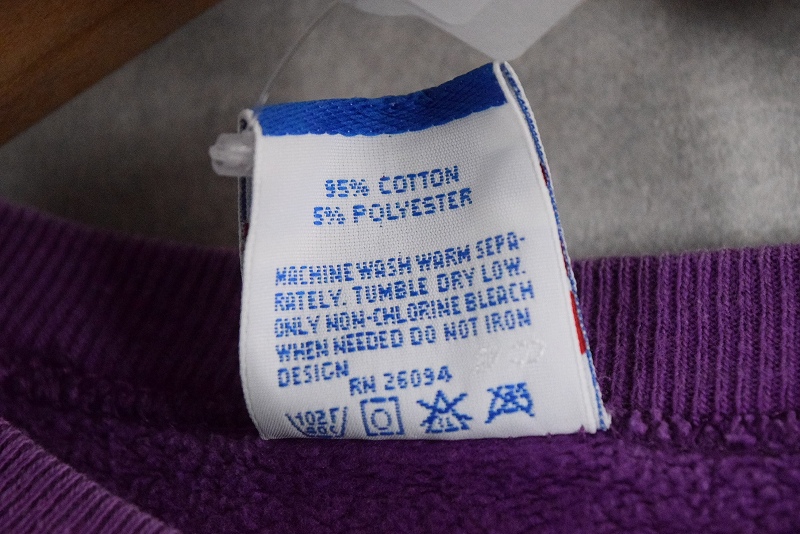 95% COTTON
5% POLYESTER
MACHINE WASH WARM SEPA-
RATELY. TUMBLE DRY LOW.
ONLY NON-CHLORINE BLEACH
WHEN NEEDED DO NOT IRON
DESIGN
RN 26094
102F